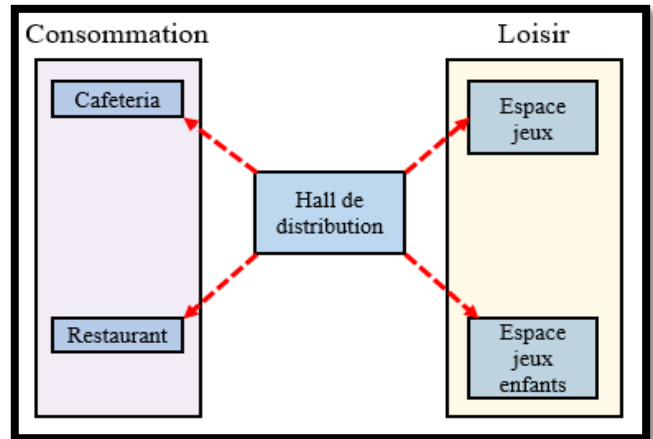 Consommation
Loisir
Cafeteria
Espace
jeux
Hall de
distribution
Restaurant
Espace
jeux
enfants